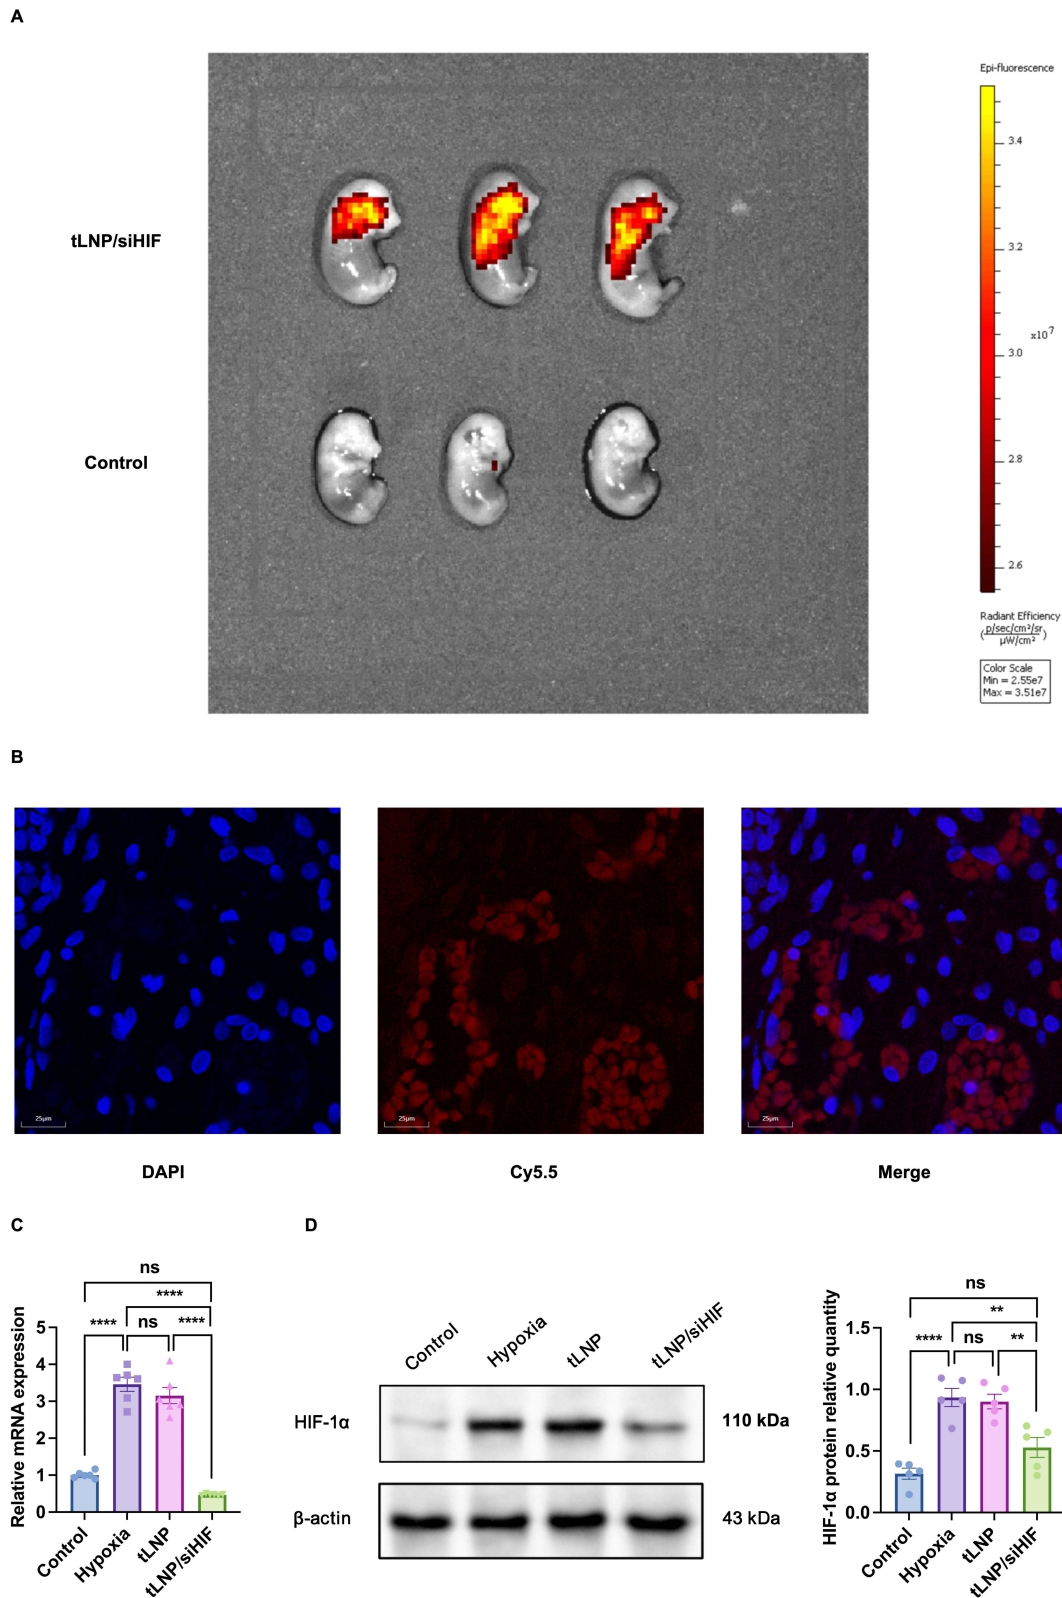 A
Epi-fluorescence
3.4
3.2
x10⁷
3.0
2.8
2.6
Radiant Efficiency
(p/sec/cm²/sr
µW/cm²)
Color Scale
Min = 2.55e7
Max = 3.51e7
tLNP/siHIF
Control
B
25µm
25µm
25µm
DAPI
Cy5.5
Merge
C
Relative mRNA expression
5
4
3
2
1
0
ns
****
**** ns ****
Control
Hypoxia
tLNP
tLNP/siHIF
D
Control
Hypoxia
tLNP
tLNP/siHIF
HIF-1α
110 kDa
β-actin
43 kDa
HIF-1α protein relative quantity
1.5
1.0
0.5
0.0
ns
**
**** ns **
Control
Hypoxia
tLNP
tLNP/siHIF